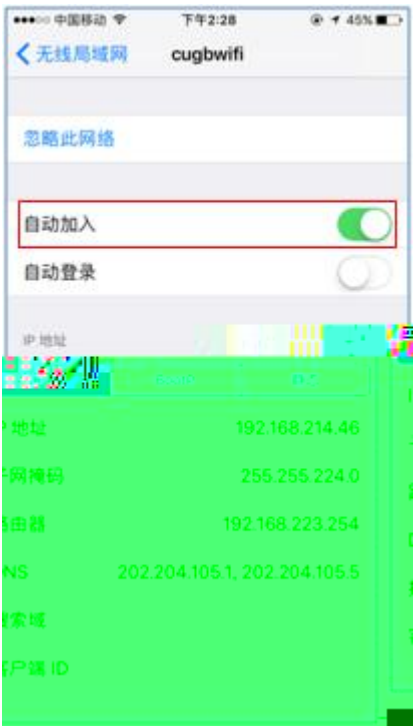 中国移动 下午2:28 45%
无线局域网 cugbwifi
忽略此网络
自动加入
自动登录
IP 地址
BootP 静态
地址 192.168.214.46
网掩码 255.255.224.0
由器 192.168.223.254
NS 202.204.105.1, 202.204.105.5
索域
户端 ID